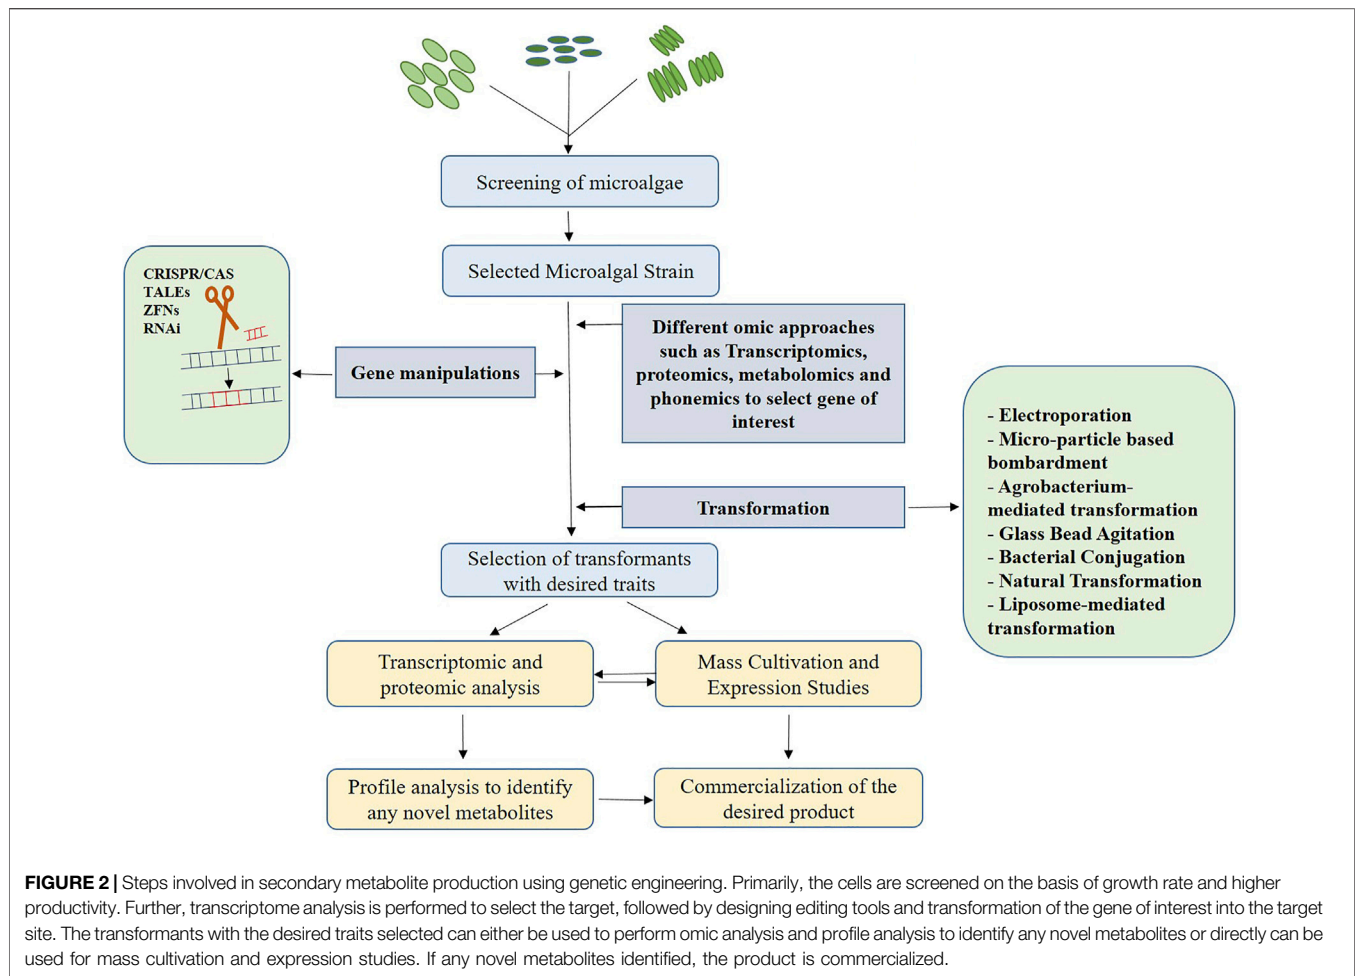 Screening of microalgae
Selected Microalgal Strain
CRISPR/CAS
TALEs
ZFNs
RNAi
Gene manipulations
Different omic approaches
such as Transcriptomics,
proteomics, metabolomics and
phonemics to select gene of
interest
Transformation
- Electroporation
- Micro-particle based
bombardment
- Agrobacterium-
mediated transformation
- Glass Bead Agitation
- Bacterial Conjugation
- Natural Transformation
- Liposome-mediated
transformation
Selection of transformants
with desired traits
Transcriptomic and
proteomic analysis
Mass Cultivation and
Expression Studies
Profile analysis to identify
any novel metabolites
Commercialization of the
desired product
FIGURE 2 | Steps involved in secondary metabolite production using genetic engineering. Primarily, the cells are screened on the basis of growth rate and higher
productivity. Further, transcriptome analysis is performed to select the target, followed by designing editing tools and transformation of the gene of interest into the target
site. The transformants with the desired traits selected can either be used to perform omic analysis and profile analysis to identify any novel metabolites or directly can be
used for mass cultivation and expression studies. If any novel metabolites identified, the product is commercialized.